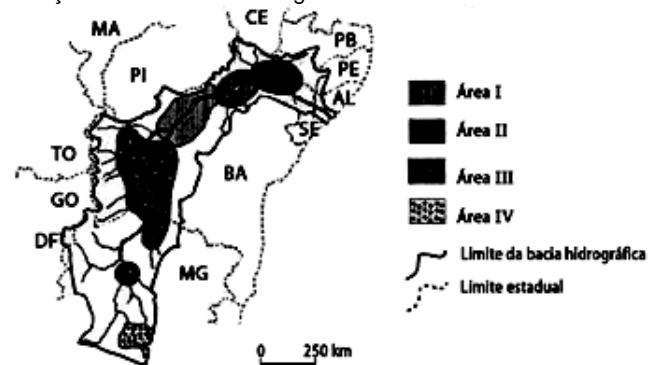 CE
MA
PB
PI
PE
AL
SE
TO
BA
GO
DF
MG
0 250 km
Área I
Área II
Área III
Área IV
Limite da bacia hidrográfica
Limite estadual